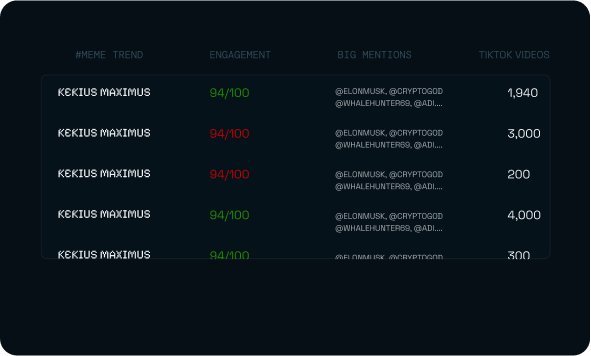 #MEME TREND ENGAGEMENT BIG MENTIONS TIKTOK VIDEOS
KEKIUS MAXIMUS 94/100 @ELONMUSK, @CRYPTOGOD 1,940
@WHALEHUNTER69, @ADI....
KEKIUS MAXIMUS 94/100 @ELONMUSK, @CRYPTOGOD 3,000
@WHALEHUNTER69, @ADI....
KEKIUS MAXIMUS 94/100 @ELONMUSK, @CRYPTOGOD 200
@WHALEHUNTER69, @ADI....
KEKIUS MAXIMUS 94/100 @ELONMUSK, @CRYPTOGOD 4,000
@WHALEHUNTER69, @ADI....
KEKIUS MAXIMUS 94/100 @ELONMUSK, @CRYPTOGOD 300